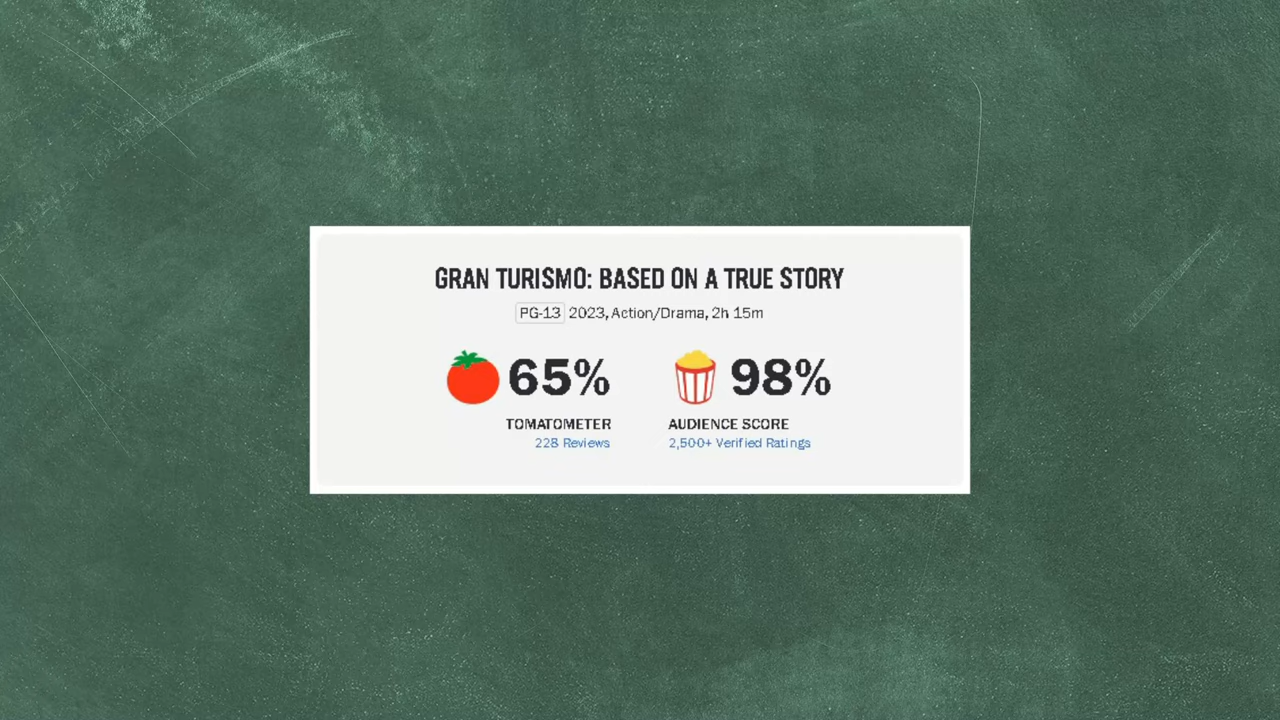 GRAN TURISMO: BASED ON A TRUE STORY
PG-13 2023, Action/Drama, 2h 15m
65% 98%
TOMATOMETER AUDIENCE SCORE
228 Reviews 2,500+ Verified Ratings